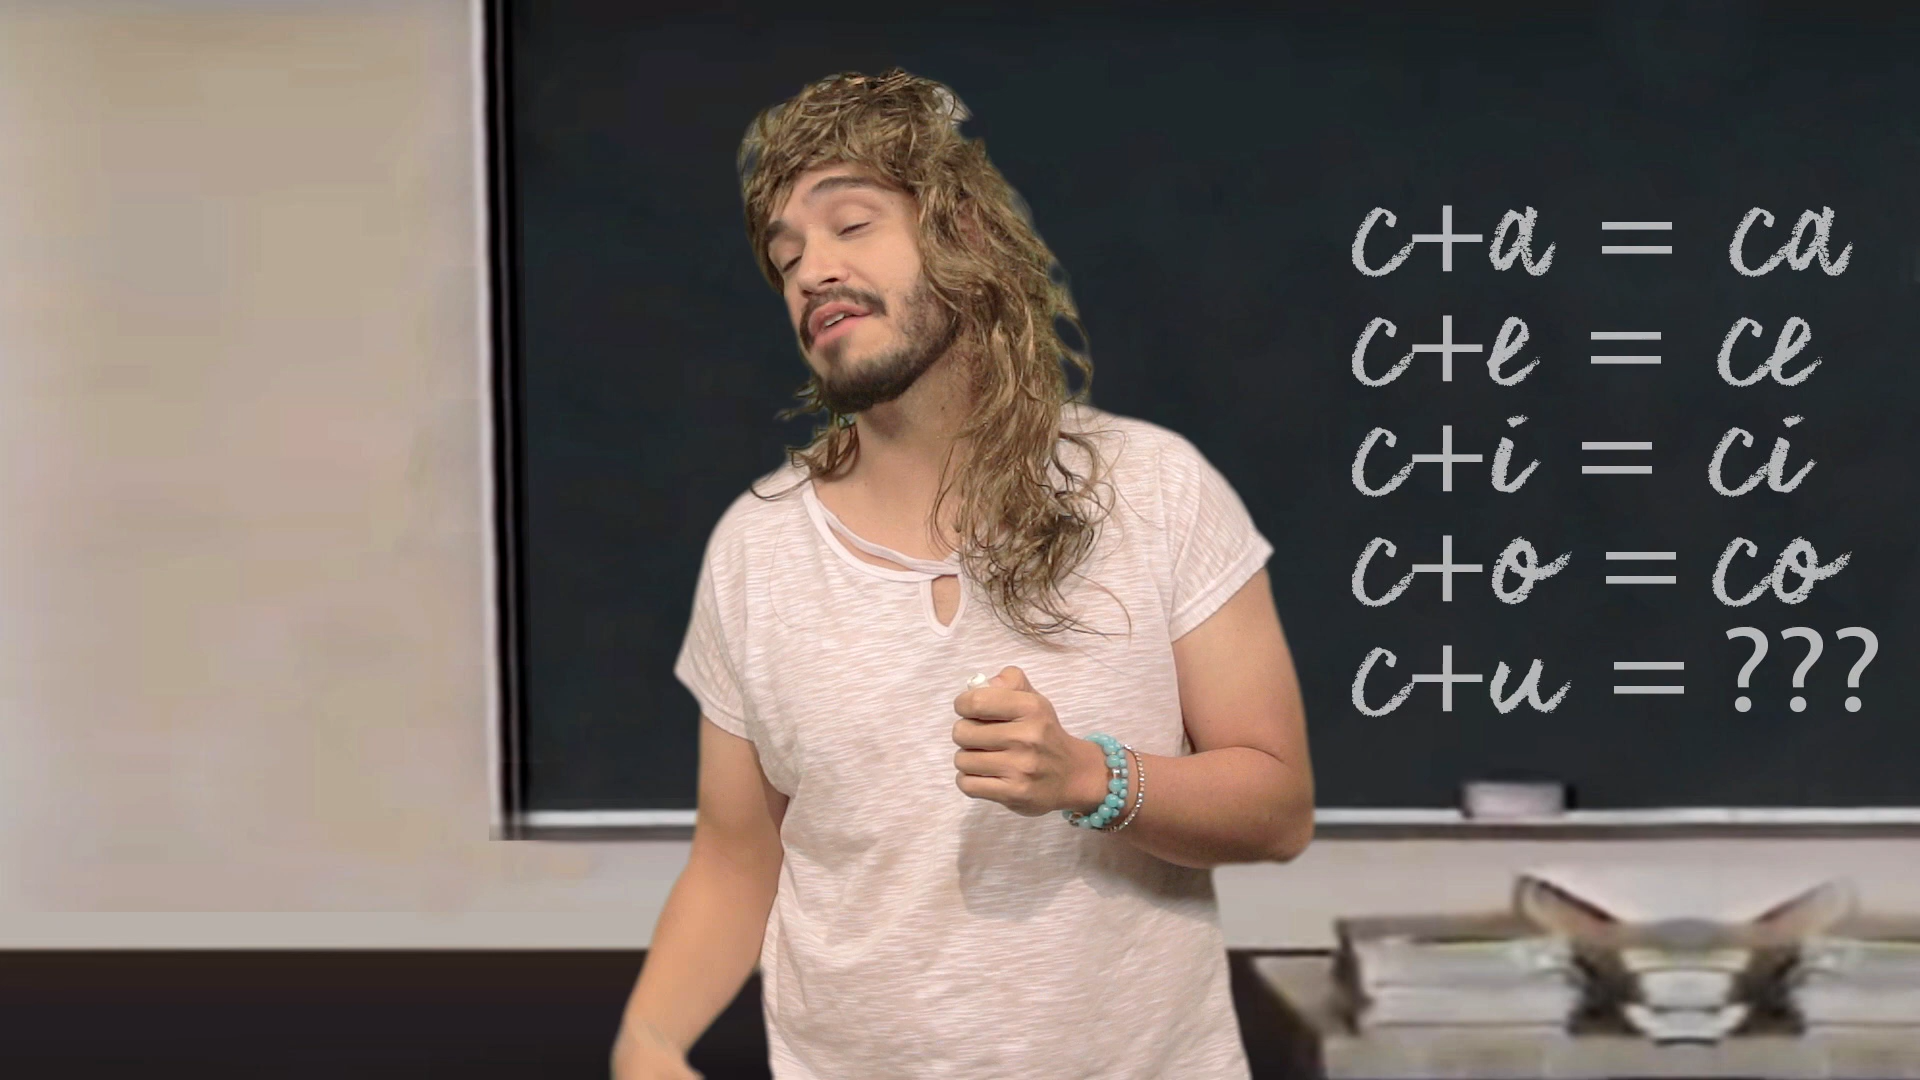 c+a = ca
c+e = ce
c+i = ci
c+o = co
c+u = ???